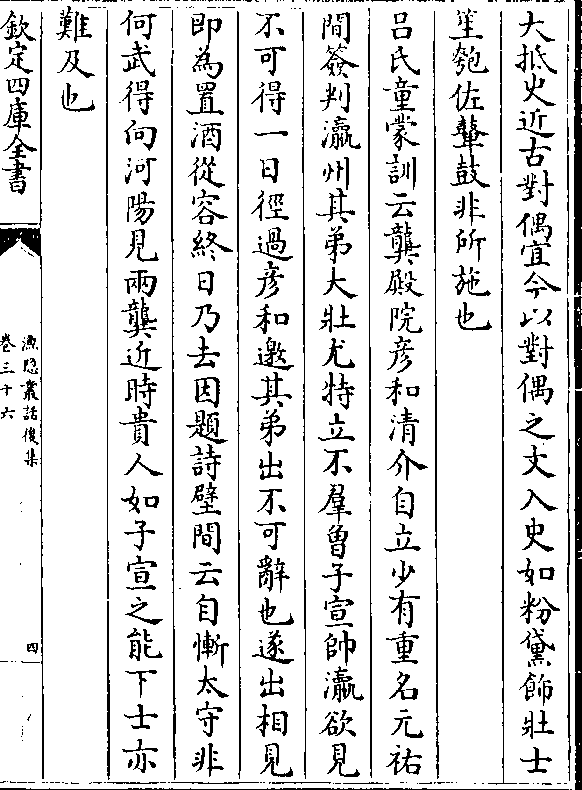 大抵史近古對偶宜今以對偶之文入史如粉黛飾壯士
笙匏佐鼙鼓非所施也
呂氏童蒙訓云龔殿院彦和清介自立少有重名元祐
間簽判瀛州其弟大壯尤特立不羣曾子宣帥瀛欲見
不可得一日徑過彦和邀其弟出不可辭也遂出相見
即為置酒從容終日乃去因題詩壁間云自慚太守非
何武得向河陽見兩龔近時貴人如子宣之能下士亦
難及也
欽定四庫全書
漁隱叢話後集
卷三十六
四